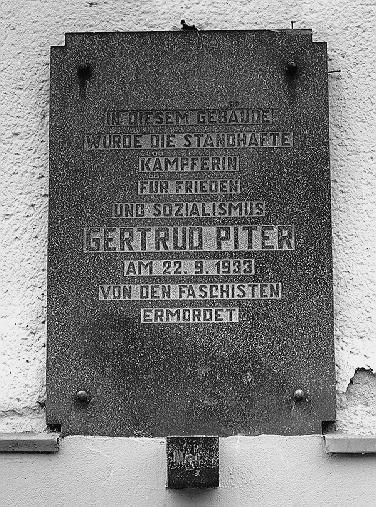 IN DIESEM GEBÄUDE
WURDE DIE STANDHAFTE
KÄMPFERIN
FÜR FRIEDEN
UND SOZIALISMUS
GERTRUD PITER
AM 22. 9. 1933
VON DEN FASCHISTEN
ERMORDET